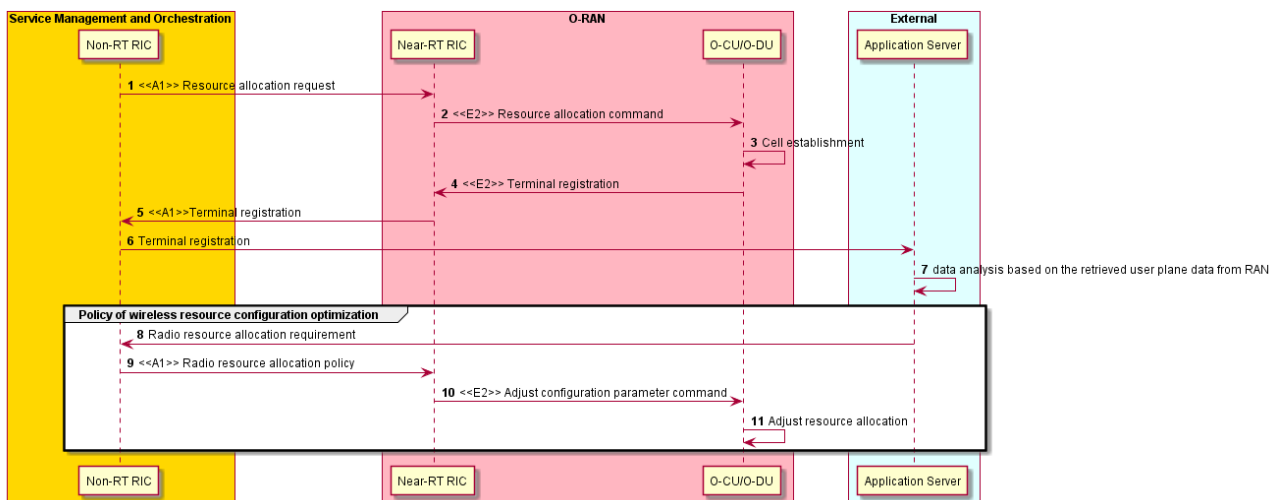 Service Management and Orchestration
O-RAN
External
Non-RT RIC
Near-RT RIC
O-CU/O-DU
Application Server
1 <<A1>> Resource allocation request
2 <<E2>> Resource allocation command
3 Cell establishment
4 <<E2>> Terminal registration
5 <<A1>>Terminal registration
6 Terminal registration
7 data analysis based on the retrieved user plane data from RAN
Policy of wireless resource configuration optimization
8 Radio resource allocation requirement
9 <<A1>> Radio resource allocation policy
10 <<E2>> Adjust configuration parameter command
11 Adjust resource allocation
Non-RT RIC
Near-RT RIC
O-CU/O-DU
Application Server